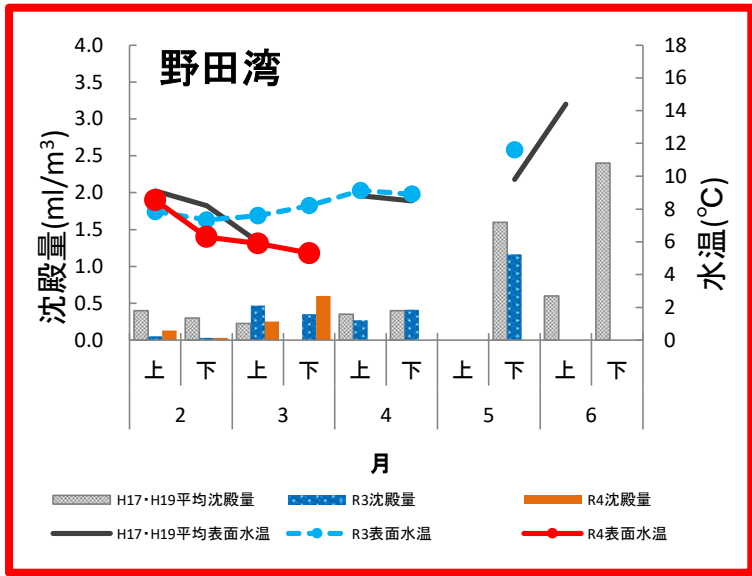 野田湾
沈殿量(ml/m³)
4.0
3.5
3.0
2.5
2.0
1.5
1.0
0.5
0.0
18
16
14
12
10
8
6
4
2
0
水温(℃)
上 下 上 下 上 下 上 下 上 下
2 3 4 5 6
月
H17・H19平均沈殿量 R3沈殿量 R4沈殿量
H17・H19平均表面水温 R3表面水温 R4表面水温